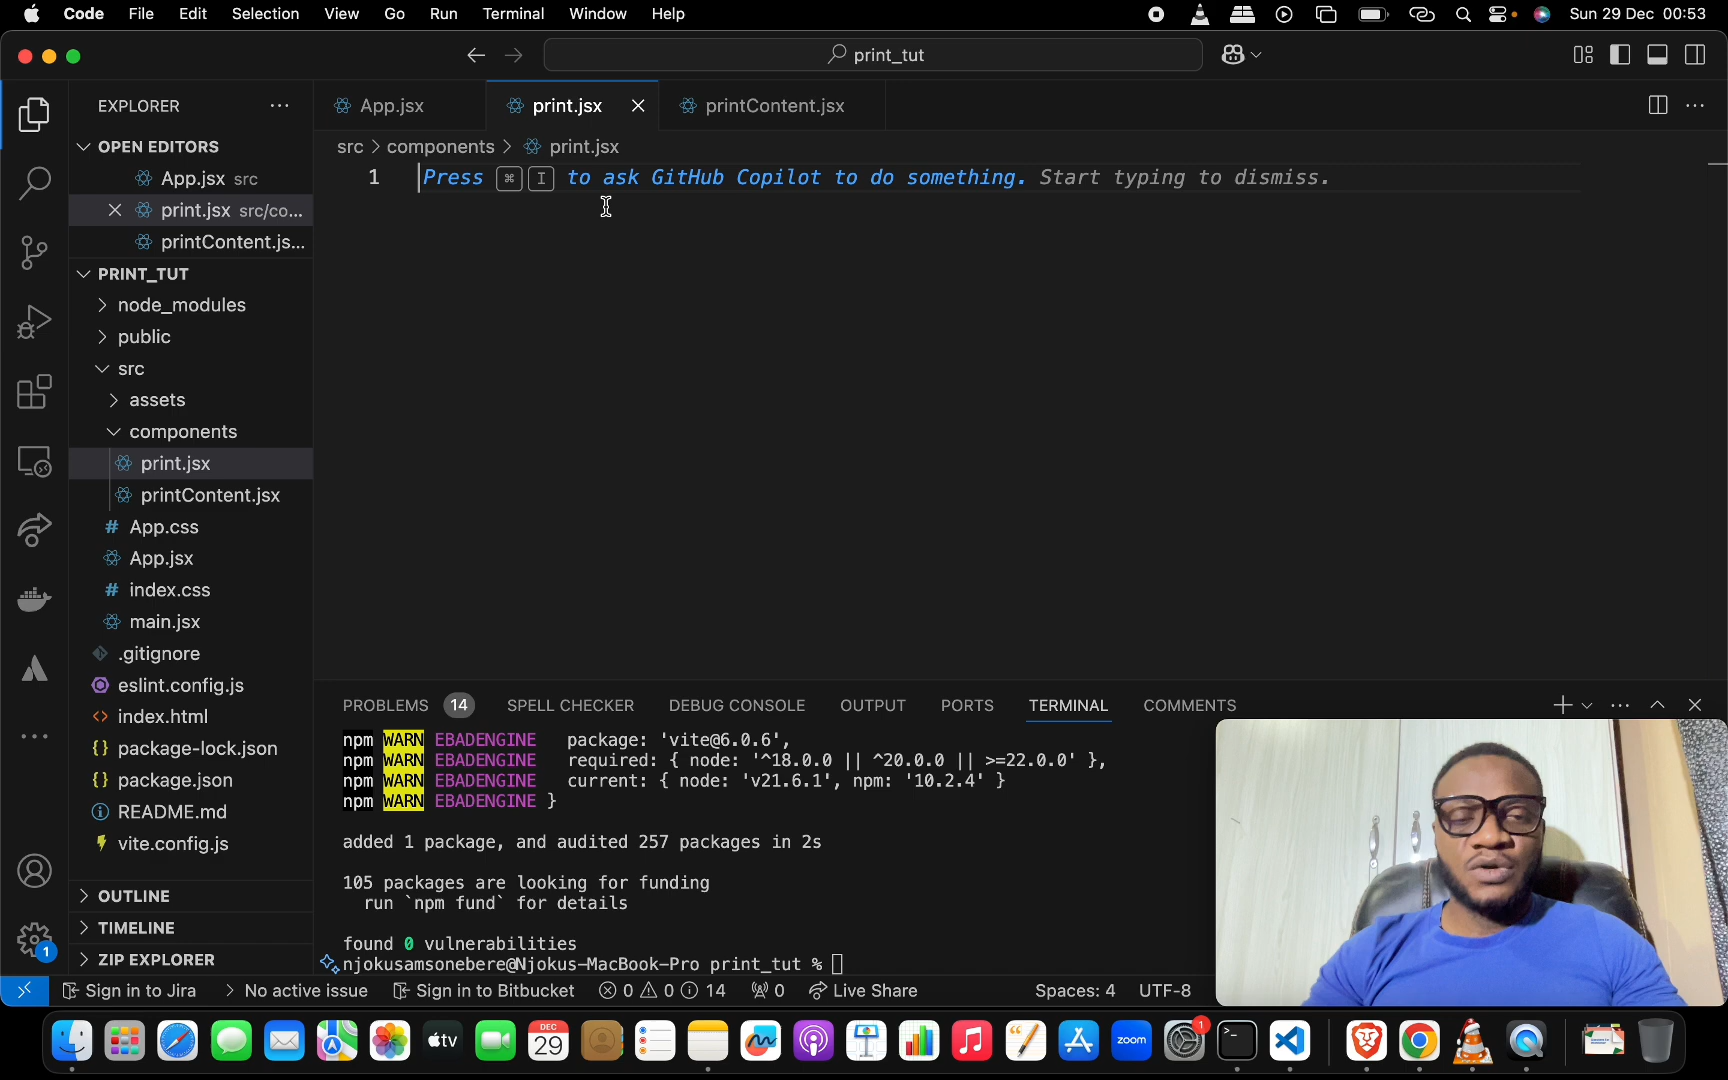 Code File Edit Selection View Go Run Terminal Window Help Sun 29 Dec 00:53
print_tut
EXPLORER
App.jsx print.jsx printContent.jsx
OPEN EDITORS
App.jsx src
print.jsx src/co...
printContent.js...
src > components > print.jsx
1 Press ⌘ I to ask GitHub Copilot to do something. Start typing to dismiss.
PRINT_TUT
node_modules
public
src
assets
components
print.jsx
printContent.jsx
# App.css
App.jsx
# index.css
main.jsx
.gitignore
eslint.config.js
<> index.html
{} package-lock.json
{} package.json
README.md
vite.config.js
OUTLINE
TIMELINE
ZIP EXPLORER
1
PROBLEMS 14 SPELL CHECKER DEBUG CONSOLE OUTPUT PORTS TERMINAL COMMENTS
npm WARN EBADENGINE package: 'vite@6.0.6',
npm WARN EBADENGINE required: { node: '^18.0.0 || ^20.0.0 || >=22.0.0' },
npm WARN EBADENGINE current: { node: 'v21.6.1', npm: '10.2.4' }
npm WARN EBADENGINE }
added 1 package, and audited 257 packages in 2s
105 packages are looking for funding
run `npm fund` for details
found 0 vulnerabilities
njokusamsonebere@Njokus-MacBook-Pro print_tut %
Sign in to Jira No active issue Sign in to Bitbucket 0 0 14 0 Live Share Spaces: 4 UTF-8
tv DEC 29 zoom 1